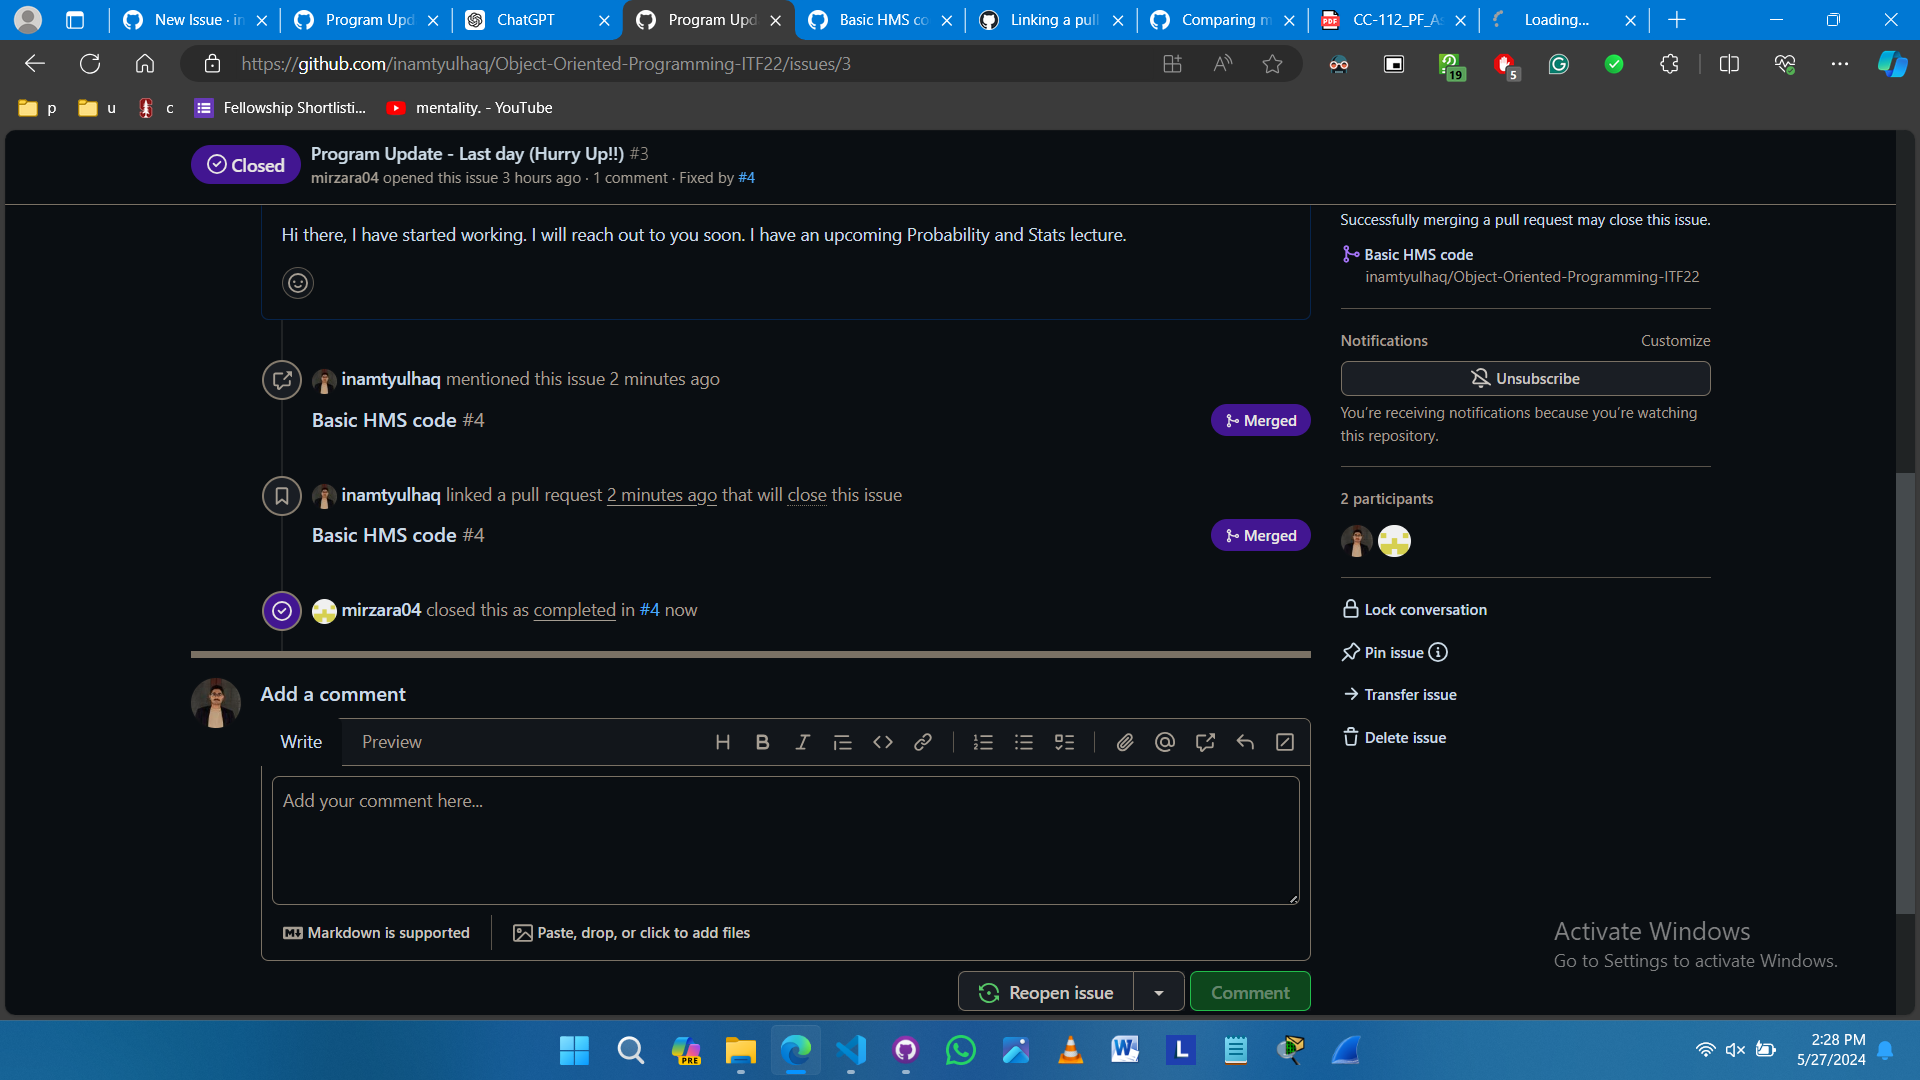 New Issue · in
Program Upd
ChatGPT
Program Upd
Basic HMS co
Linking a pull
Comparing m
CC-112_PF_As
Loading...
https://github.com/inamtyulhaq/Object-Oriented-Programming-ITF22/issues/3
19
5
p
u
c
Fellowship Shortlisti...
mentality. - YouTube
Closed
Program Update - Last day (Hurry Up!!) #3
mirzara04 opened this issue 3 hours ago · 1 comment · Fixed by #4
Hi there, I have started working. I will reach out to you soon. I have an upcoming Probability and Stats lecture.
inamtyulhaq mentioned this issue 2 minutes ago
Basic HMS code #4
Merged
inamtyulhaq linked a pull request 2 minutes ago that will close this issue
Basic HMS code #4
Merged
mirzara04 closed this as completed in #4 now
Add a comment
Write
Preview
Add your comment here...
Markdown is supported
Paste, drop, or click to add files
Reopen issue
Comment
Successfully merging a pull request may close this issue.
Basic HMS code
inamtyulhaq/Object-Oriented-Programming-ITF22
Notifications
Customize
Unsubscribe
You're receiving notifications because you're watching
this repository.
2 participants
Lock conversation
Pin issue
Transfer issue
Delete issue
Activate Windows
Go to Settings to activate Windows.
PRE
W
L
2:28 PM
5/27/2024